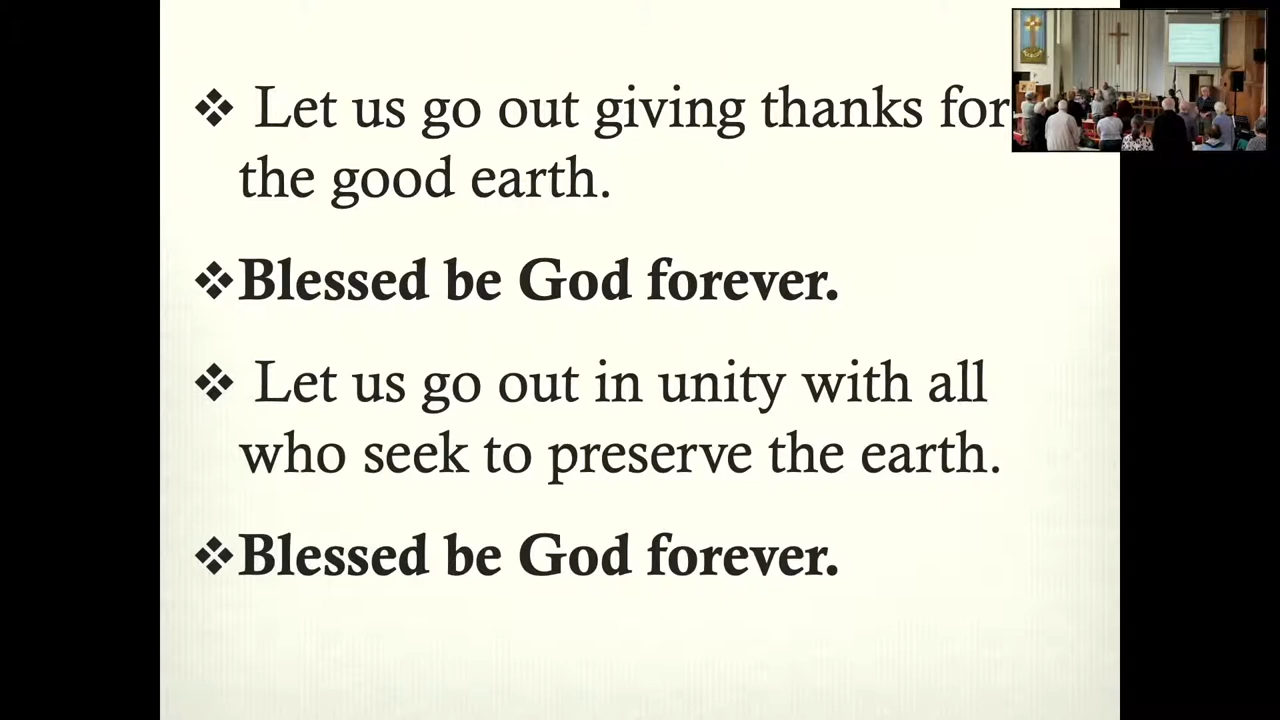 ❖ Let us go out giving thanks for
the good earth.
❖Blessed be God forever.
❖ Let us go out in unity with all
who seek to preserve the earth.
❖Blessed be God forever.